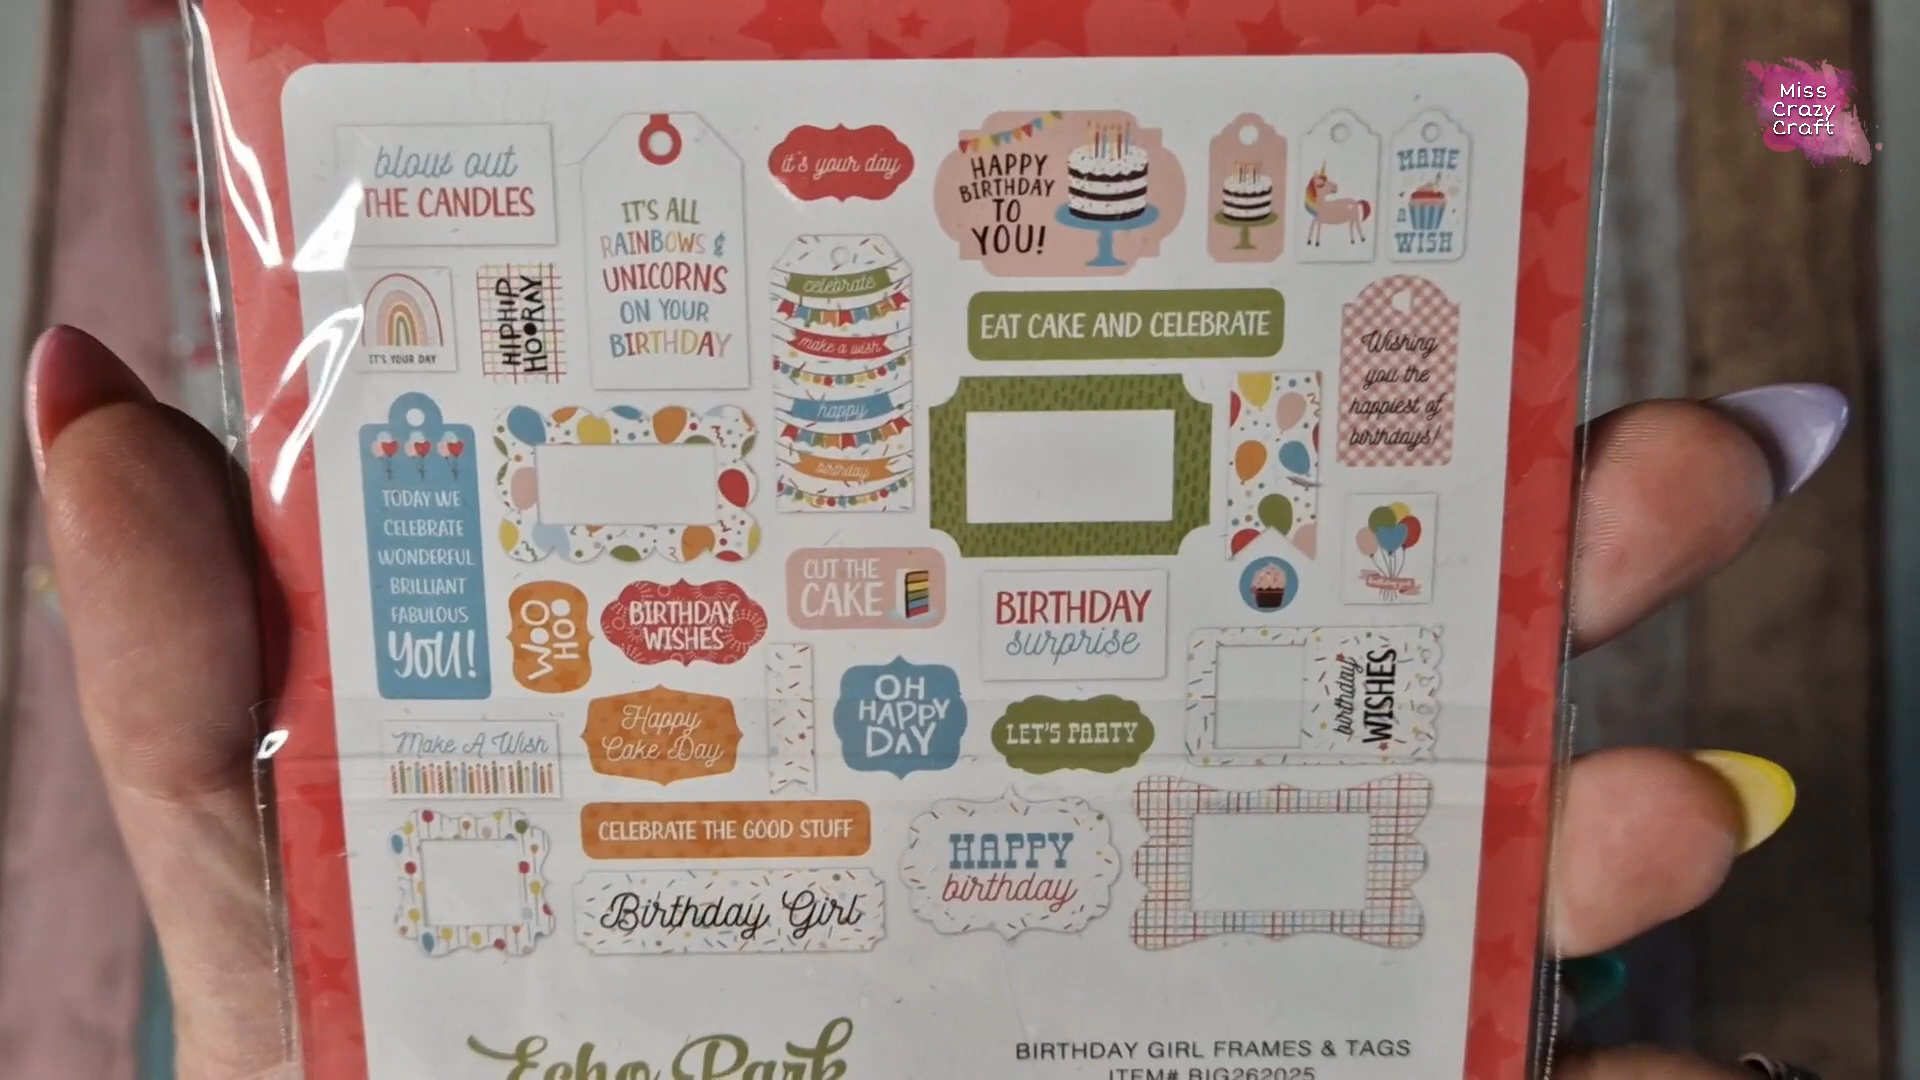 Miss
Crazy
Craft
blow out
THE CANDLES
IT'S ALL
RAINBOWS &
UNICORNS
ON YOUR
BIRTHDAY
it's your day
HAPPY
BIRTHDAY
TO
YOU!
MAKE
a
WISH
IT'S YOUR DAY
HIP HIP
HOORAY
celebrate
make a wish
happy
birthday
EAT CAKE AND CELEBRATE
Wishing
you the
happiest of
birthdays!
TODAY WE
CELEBRATE
WONDERFUL
BRILLIANT
FABULOUS
YOU!
WOO
HOO
BIRTHDAY
WISHES
CUT THE
CAKE
BIRTHDAY
surprise
birthday girl
Make A Wish
Happy
Cake Day
OH
HAPPY
DAY
LET'S PARTY
birthday
WISHES
CELEBRATE THE GOOD STUFF
Birthday Girl
HAPPY
birthday
Echo Park
BIRTHDAY GIRL FRAMES & TAGS
ITEM# BIG262025